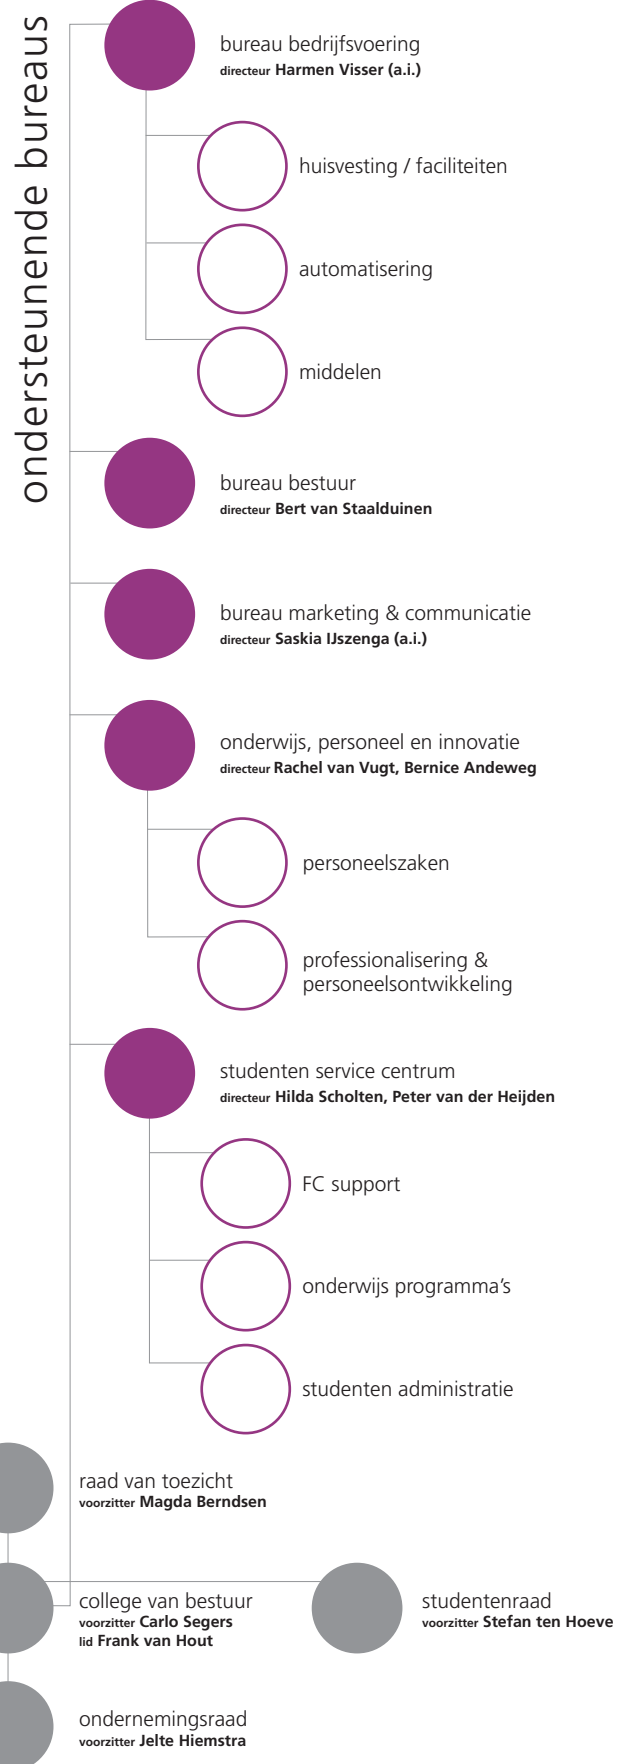 ondersteunende bureaus
bureau bedrijfsvoering
directeur Harmen Visser (a.i.)
huisvesting / faciliteiten
automatisering
middelen
bureau bestuur
directeur Bert van Staalduinen
bureau marketing & communicatie
directeur Saskia IJszenga (a.i.)
onderwijs, personeel en innovatie
directeur Rachel van Vugt, Bernice Andeweg
personeelszaken
professionalisering &
personeelsontwikkeling
studenten service centrum
directeur Hilda Scholten, Peter van der Heijden
FC support
onderwijs programma’s
studenten administratie
raad van toezicht
voorzitter Magda Berndsen
college van bestuur
voorzitter Carlo Segers
lid Frank van Hout
studentenraad
voorzitter Stefan ten Hoeve
ondernemingsraad
voorzitter Jelte Hiemstra